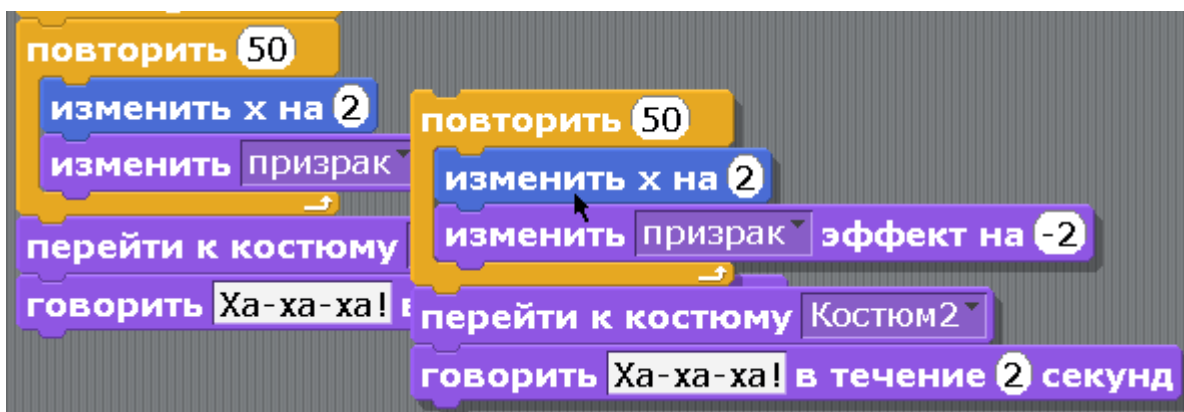 повторить 50
изменить х на 2
изменить призрак
перейти к костюму
говорить Ха-ха-ха!
повторить 50
изменить х на 2
изменить призрак эффект на -2
перейти к костюму Костюм2
говорить Ха-ха-ха! в течение 2 секунд